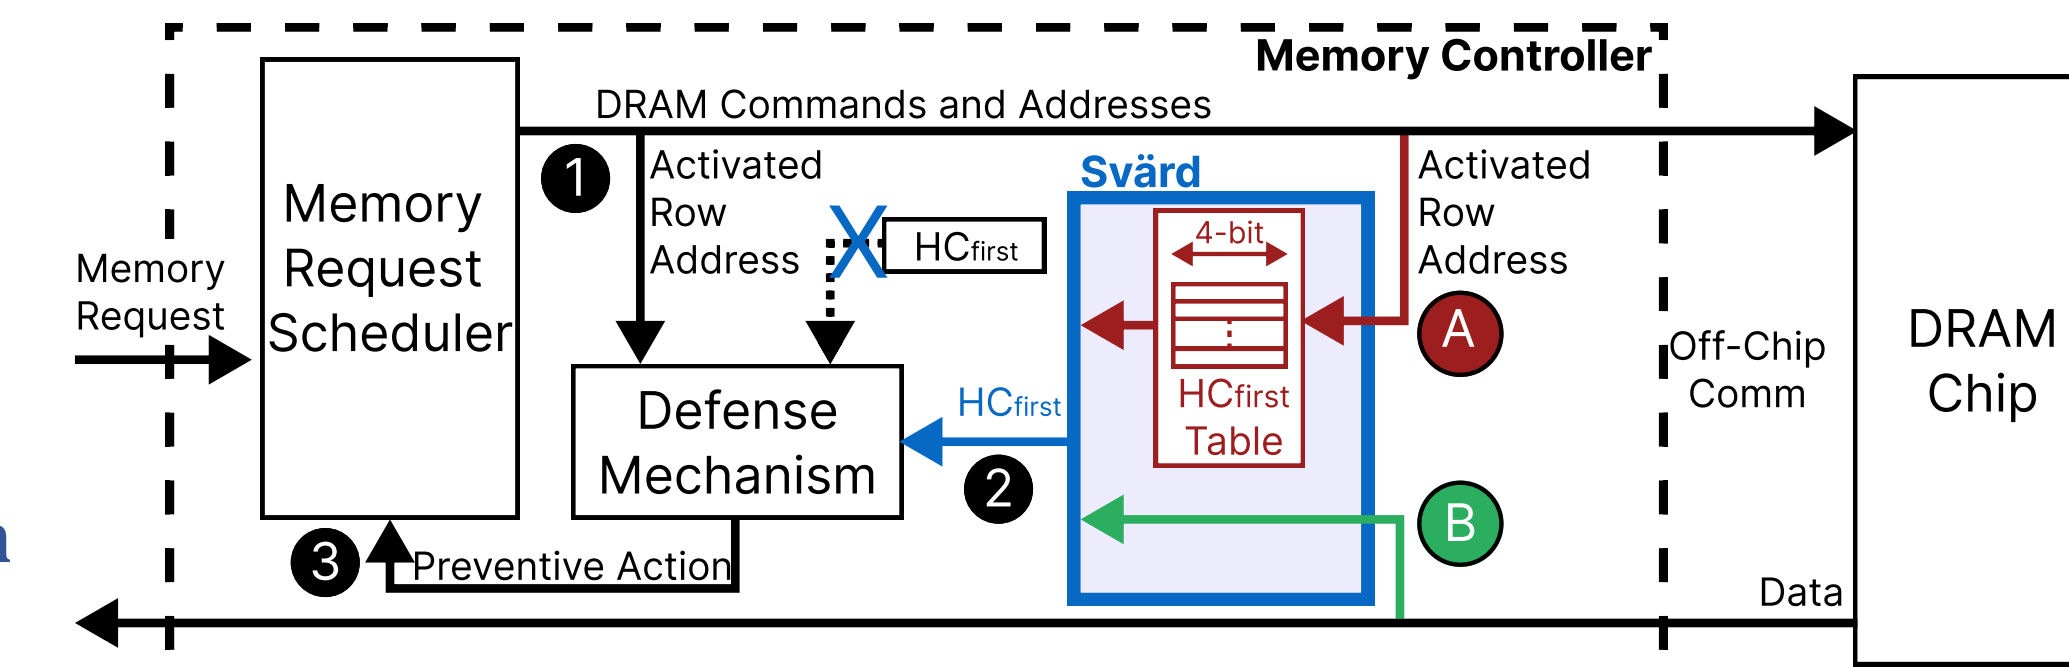 Memory Controller
DRAM Commands and Addresses
1
Activated
Row
Address
Svärd
Activated
Row
Address
X
HCfirst
4-bit
Memory
Request
Scheduler
Memory
Request
A
HCfirst
Table
Off-Chip
Comm
DRAM
Chip
Defense
Mechanism
HCfirst
2
B
3
Preventive Action
Data